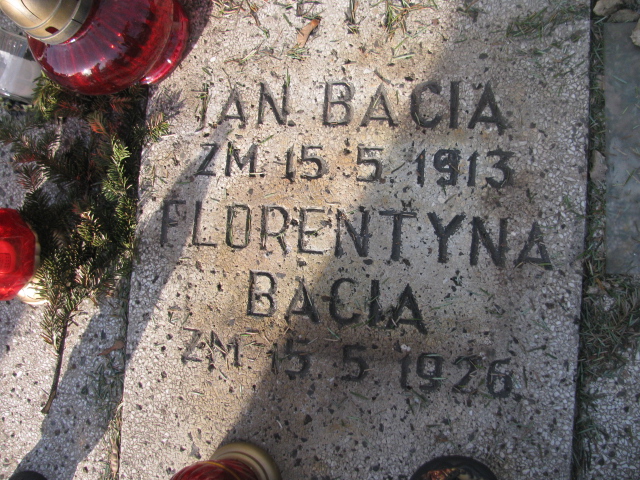 JAN BACIA
ZM. 15.5.1913
FLORENTYNA
BACIA
ZM. 15.5.1926.